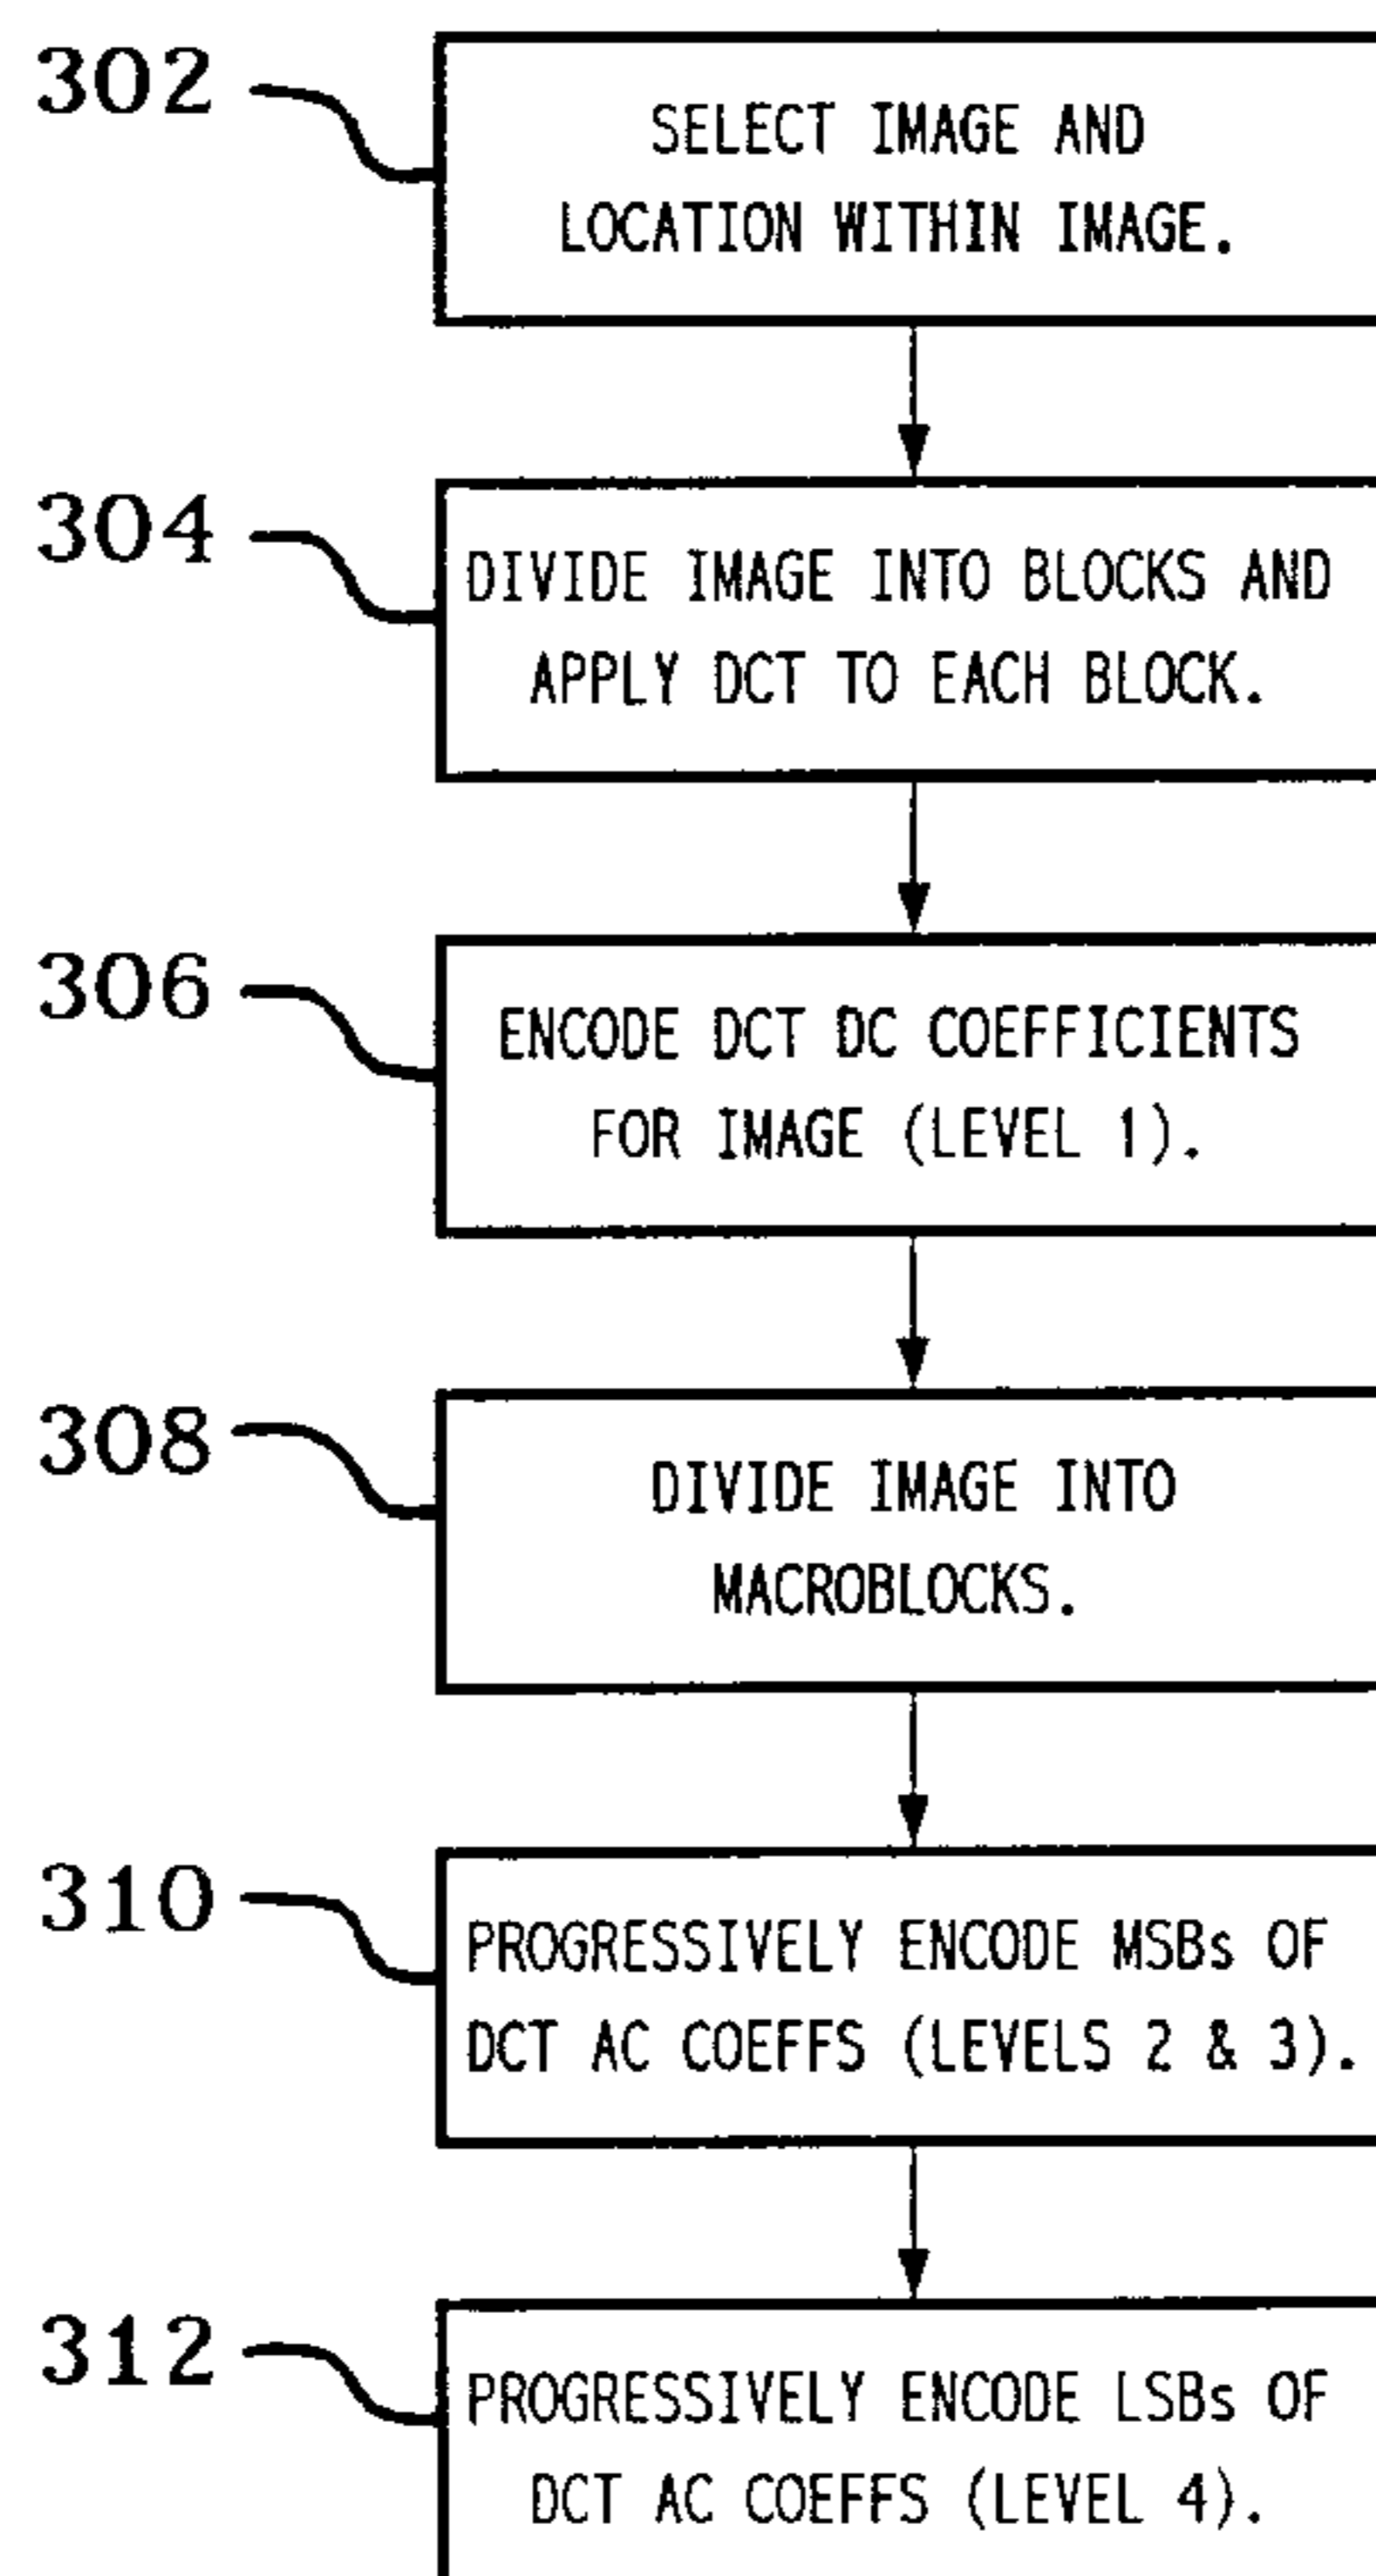 302
SELECT IMAGE AND
LOCATION WITHIN IMAGE.
304
DIVIDE IMAGE INTO BLOCKS AND
APPLY DCT TO EACH BLOCK.
306
ENCODE DCT DC COEFFICIENTS
FOR IMAGE (LEVEL 1).
308
DIVIDE IMAGE INTO
MACROBLOCKS.
310
PROGRESSIVELY ENCODE MSBs OF
DCT AC COEFFS (LEVELS 2 & 3).
312
PROGRESSIVELY ENCODE LSBs OF
DCT AC COEFFS (LEVEL 4).